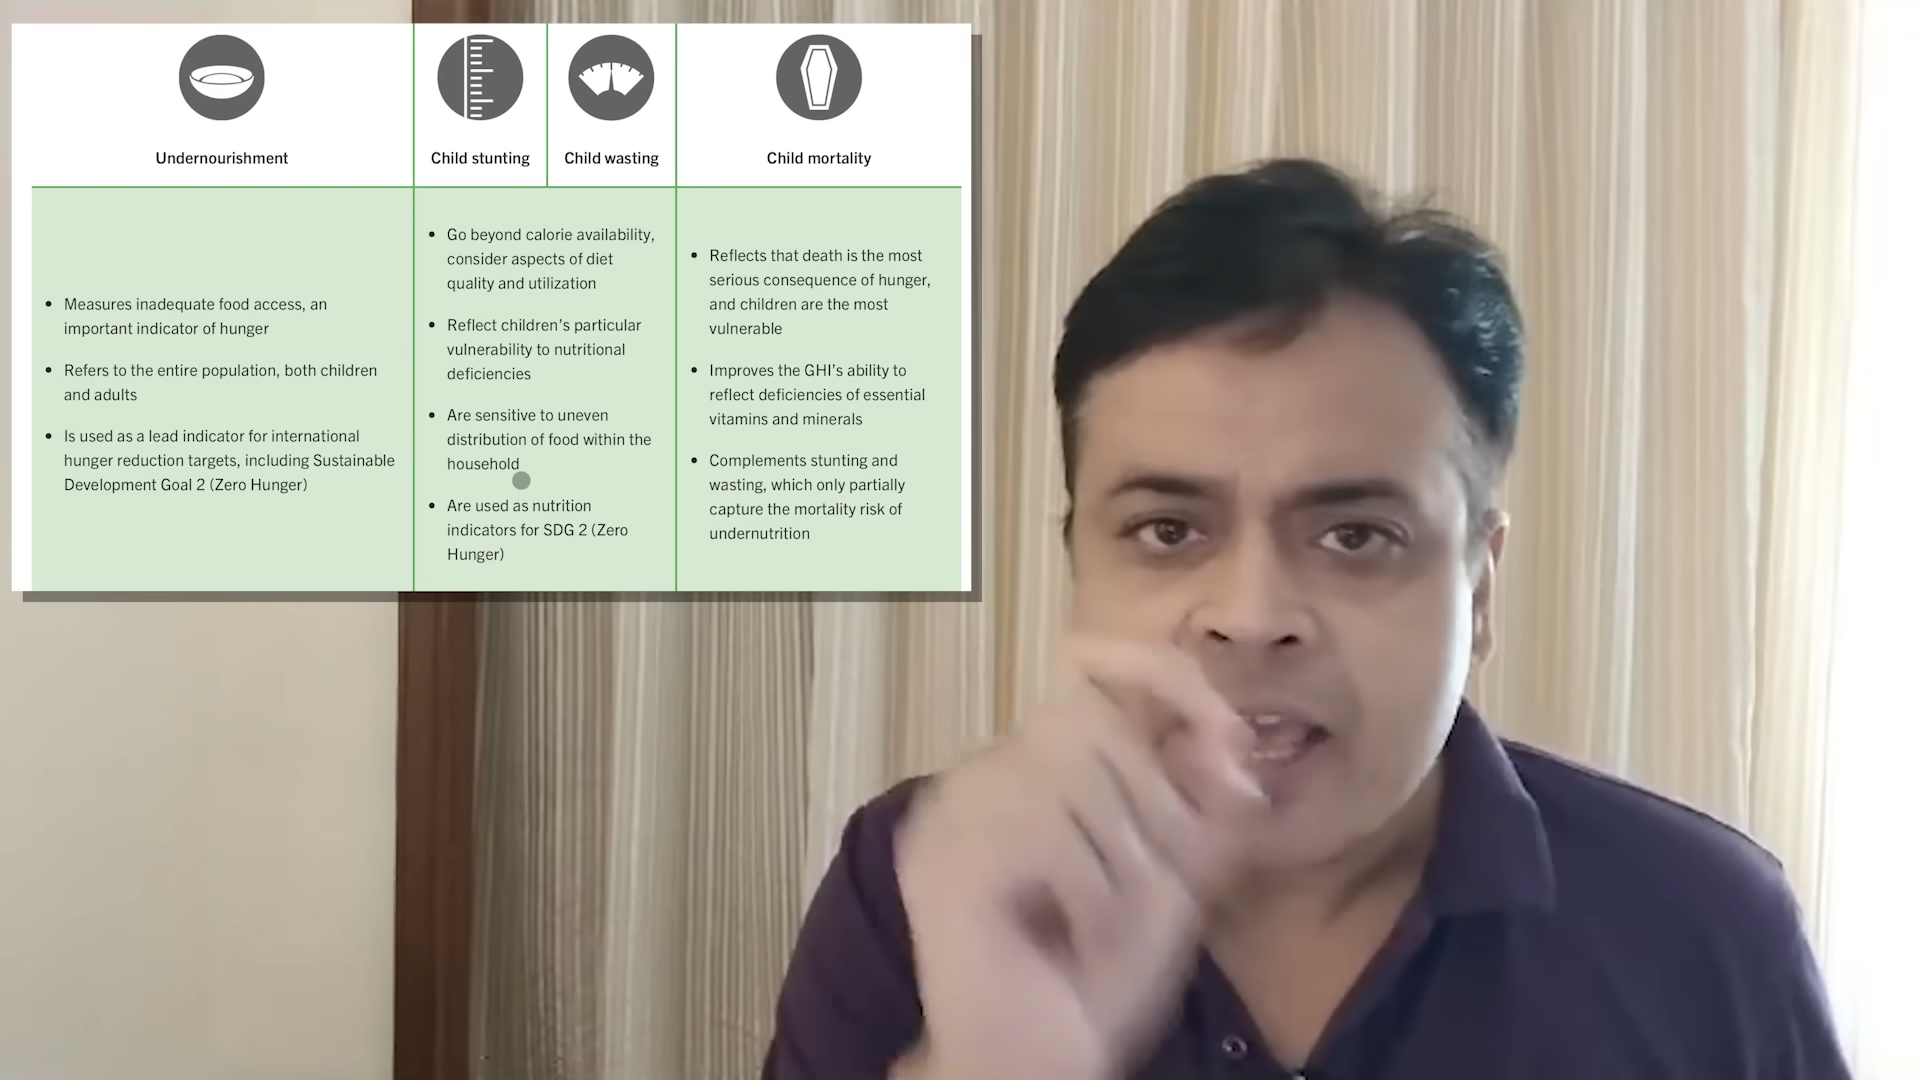 Undernourishment
Child stunting
Child wasting
Child mortality
• Measures inadequate food access, an
important indicator of hunger
• Refers to the entire population, both children
and adults
• Is used as a lead indicator for international
hunger reduction targets, including Sustainable
Development Goal 2 (Zero Hunger)
• Go beyond calorie availability,
consider aspects of diet
quality and utilization
• Reflect children’s particular
vulnerability to nutritional
deficiencies
• Are sensitive to uneven
distribution of food within the
household
• Are used as nutrition
indicators for SDG 2 (Zero
Hunger)
• Reflects that death is the most
serious consequence of hunger,
and children are the most
vulnerable
• Improves the GHI’s ability to
reflect deficiencies of essential
vitamins and minerals
• Complements stunting and
wasting, which only partially
capture the mortality risk of
undernutrition